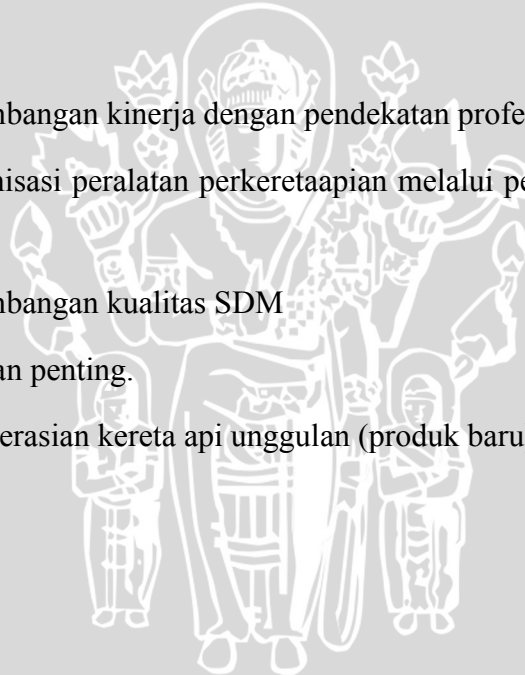 mbangan kinerja dengan pendekatan profe
nisasi peralatan perkeretaapian melalui pe
mbangan kualitas SDM
an penting.
erasian kereta api unggulan (produk baru